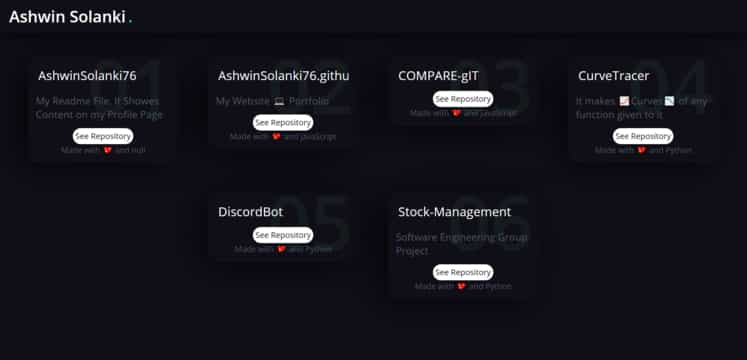 Ashwin Solanki.
01
AshwinSolanki76
My Readme File, It Showes
Content on my Profile Page
See Repository
Made with ❤️ and null
02
AshwinSolanki76.githu
My Website 💻 Portfolio
See Repository
Made with ❤️ and JavaScript
03
COMPARE-gIT
See Repository
Made with ❤️ and JavaScript
04
CurveTracer
It makes 📈Curves📉 of any
function given to it
See Repository
Made with ❤️ and Python
05
DiscordBot
See Repository
Made with ❤️ and Python
06
Stock-Management
Software Engineering Group
Project
See Repository
Made with ❤️ and Python